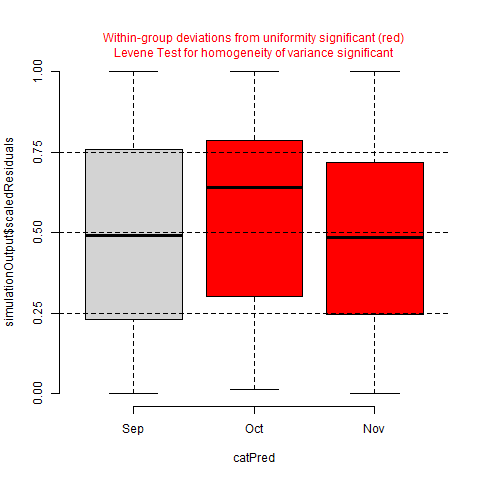 Within-group deviations from uniformity significant (red)
Levene Test for homogeneity of variance significant
simulationOutput$scaledResiduals
1.00
0.75
0.50
0.25
0.00
Sep Oct Nov
catPred